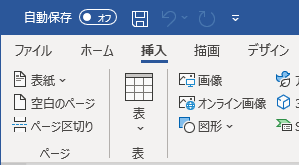 自動保存 オフ
ファイル ホーム 挿入 描画 デザイン
表紙
空白のページ
ページ区切り
ページ
表
表
画像
オンライン画像
図形
3